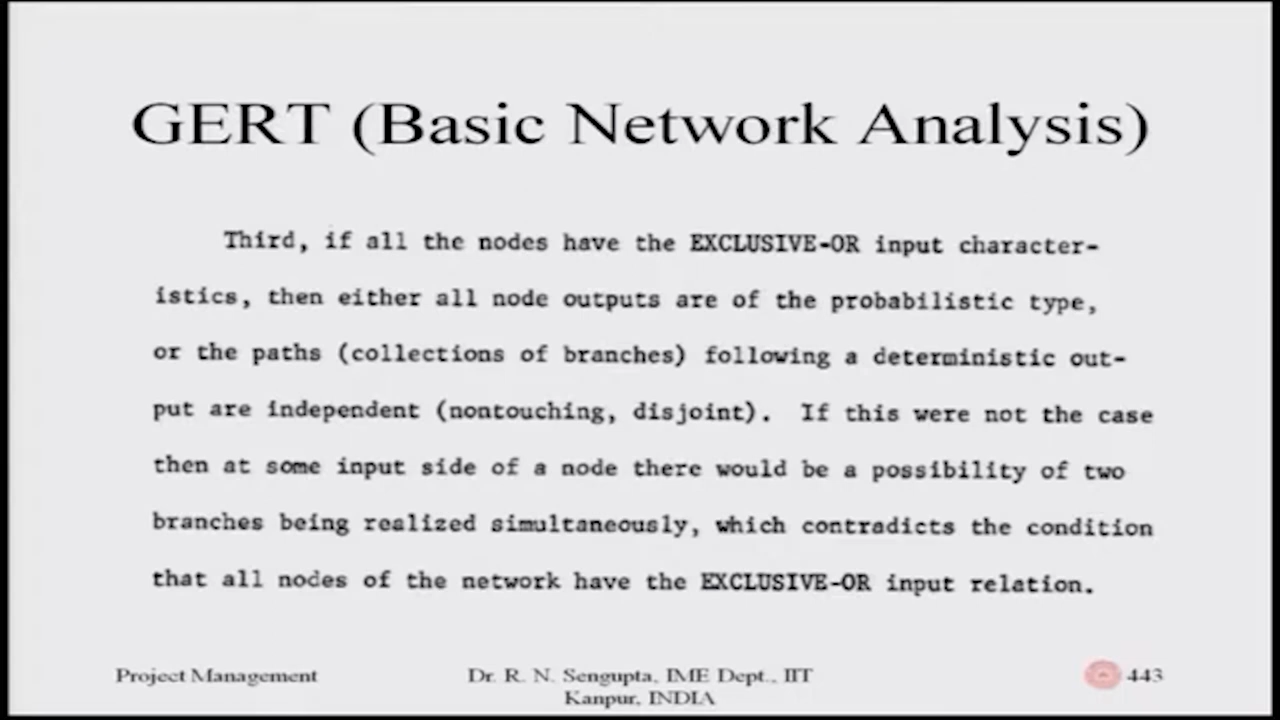 GERT (Basic Network Analysis)
Third, if all the nodes have the EXCLUSIVE-OR input character-
istics, then either all node outputs are of the probabilistic type,
or the paths (collections of branches) following a deterministic out-
put are independent (nontouching, disjoint). If this were not the case
then at some input side of a node there would be a possibility of two
branches being realized simultaneously, which contradicts the condition
that all nodes of the network have the EXCLUSIVE-OR input relation.
Project Management
Dr. R. N. Sengupta, IME Dept., IIT
Kanpur, INDIA
443